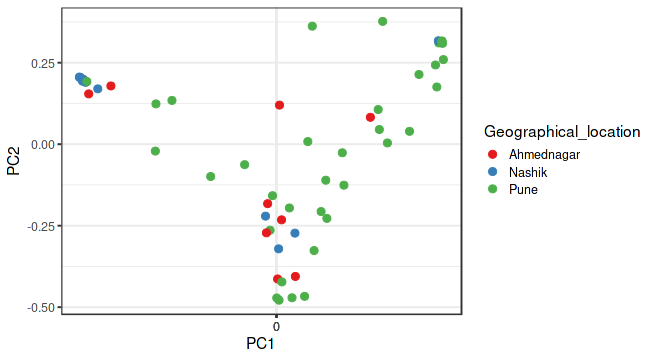 0.25
0.00
-0.25
-0.50
PC2
0
PC1
Geographical_location
Ahmednagar
Nashik
Pune